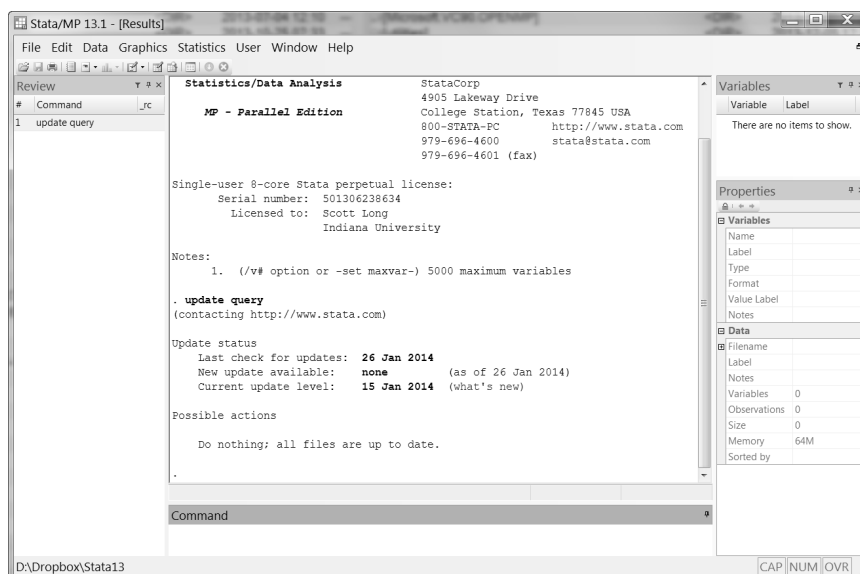 Stata/MP 13.1 - [Results]
File Edit Data Graphics Statistics User Window Help
Review
# Command _rc
1 update query
Statistics/Data Analysis StataCorp
4905 Lakeway Drive
MP - Parallel Edition College Station, Texas 77845 USA
800-STATA-PC http://www.stata.com
979-696-4600 stata@stata.com
979-696-4601 (fax)
Single-user 8-core Stata perpetual license:
Serial number: 501306238634
Licensed to: Scott Long
Indiana University
Notes:
1. (/v# option or -set maxvar-) 5000 maximum variables
. update query
(contacting http://www.stata.com)
Update status
Last check for updates: 26 Jan 2014
New update available: none (as of 26 Jan 2014)
Current update level: 15 Jan 2014 (what's new)
Possible actions
Do nothing; all files are up to date.
.
Command
Variables
Variable Label
There are no items to show.
Properties
Variables
Name
Label
Type
Format
Value Label
Notes
Data
Filename
Label
Notes
Variables 0
Observations 0
Size 0
Memory 64M
Sorted by
D:\Dropbox\Stata13
CAP NUM OVR